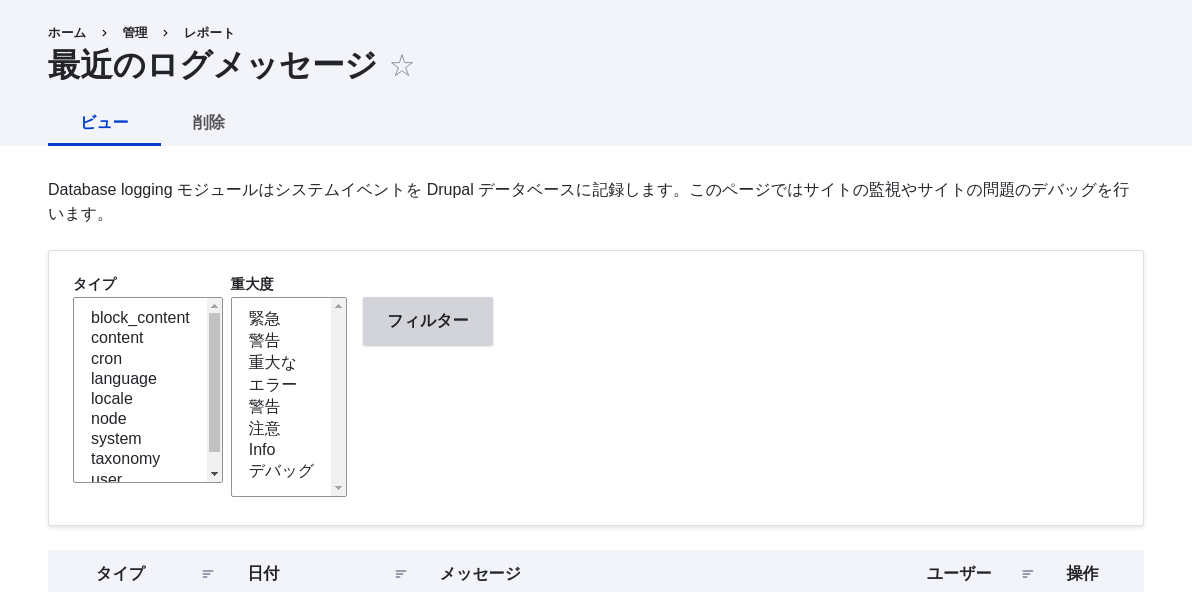 ホーム › 管理 › レポート
最近のログメッセージ ☆
ビュー 削除
Database logging モジュールはシステムイベントを Drupal データベースに記録します。このページではサイトの監視やサイトの問題のデバッグを行
います。
タイプ
block_content
content
cron
language
locale
node
system
taxonomy
user
重大度
緊急
警告
重大な
エラー
警告
注意
Info
デバッグ
フィルター
タイプ 日付 メッセージ ユーザー 操作